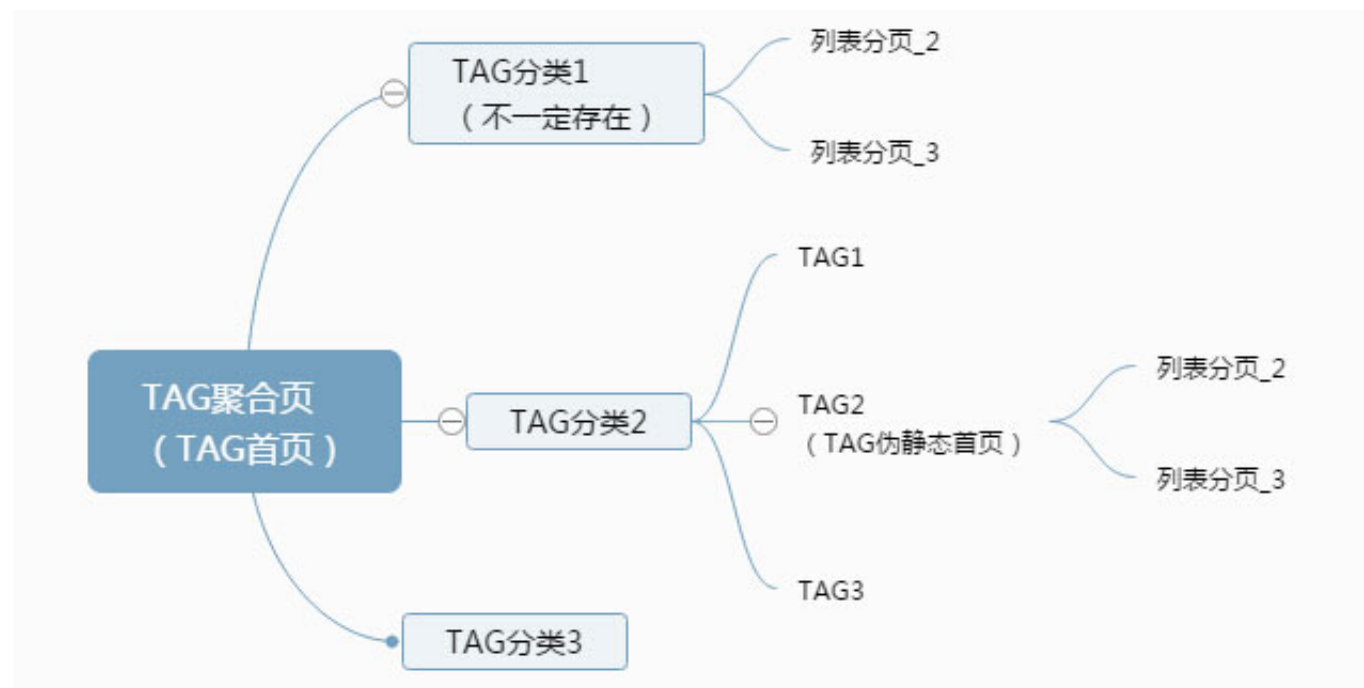 TAG聚合页
（TAG首页）
TAG分类1
（不一定存在）
列表分页_2
列表分页_3
TAG分类2
TAG1
TAG2
（TAG伪静态首页）
列表分页_2
列表分页_3
TAG3
TAG分类3